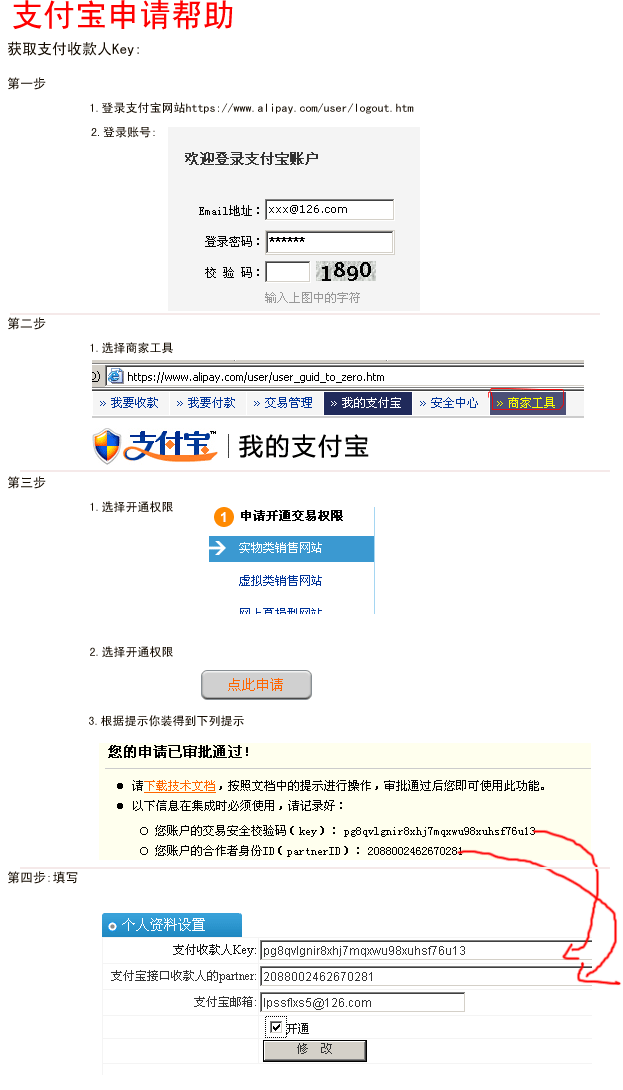 支付宝申请帮助
获取支付收款人Key:
第一步
1.登录支付宝网站https://www.alipay.com/user/logout.htm
2.登录账号:
欢迎登录支付宝账户
Email地址： xxx@126.com
登录密码： ******
校 验 码： 1890
输入上图中的字符
第二步
1.选择商家工具
https://www.alipay.com/user/user_guid_to_zero.htm
» 我要收款 » 我要付款 » 交易管理 » 我的支付宝 » 安全中心 » 商家工具
支付宝™ 我的支付宝
第三步
1.选择开通权限
1 申请开通交易权限
实物类销售网站
虚拟类销售网站
网上募捐型网站
2.选择开通权限
点此申请
3.根据提示你装得到下列提示
您的申请已审批通过！
请下载技术文档，按照文档中的提示进行操作，审批通过后您即可使用此功能。
以下信息在集成时必须使用，请记录好：
您账户的交易安全校验码（key）：pg8qvlgnir8xhj7mqxwu98xuhsf76u13
您账户的合作者身份ID（partnerID）：2088002462670281
第四步:填写
个人资料设置
支付收款人Key: pg8qvlgnir8xhj7mqxwu98xuhsf76u13
支付宝接口收款人的partner: 2088002462670281
支付宝邮箱: lpssflxs5@126.com
开通
修 改